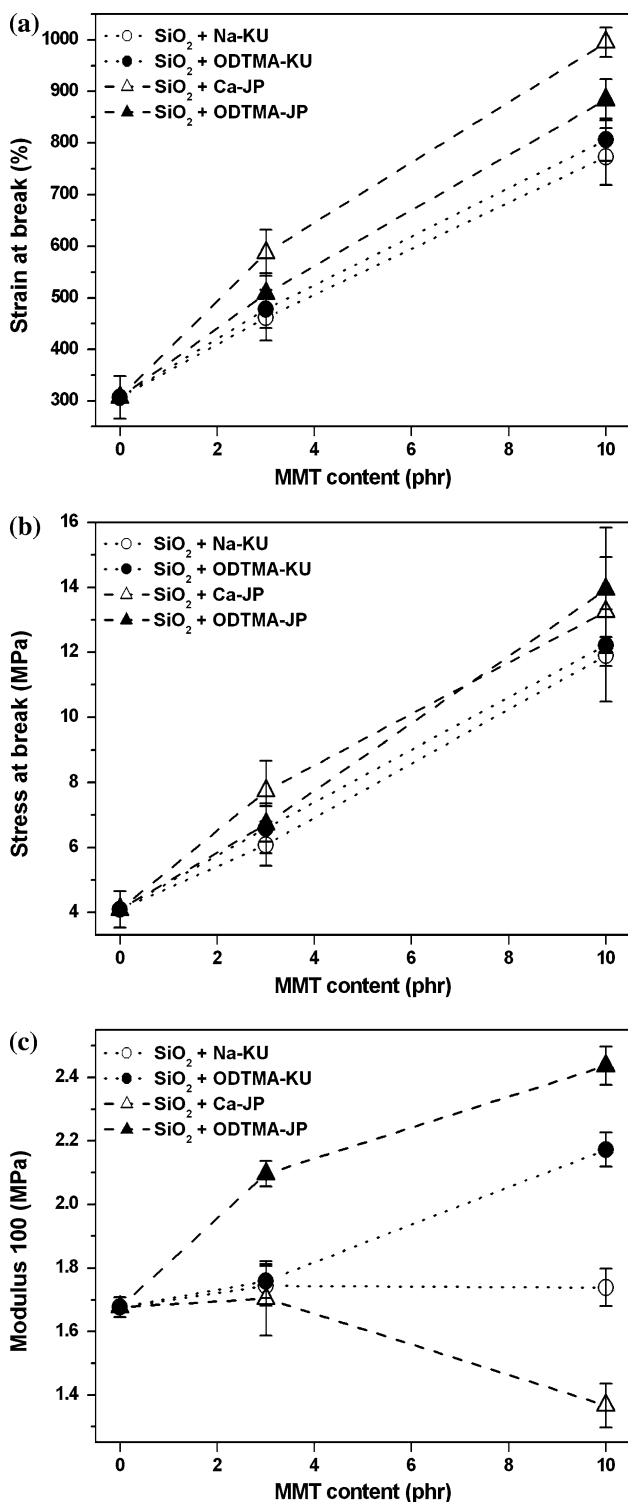 (a)
1000
900
800
700
600
500
400
300
Strain at break (%)
SiO₂ + Na-KU
SiO₂ + ODTMA-KU
SiO₂ + Ca-JP
SiO₂ + ODTMA-JP
0 2 4 6 8 10
MMT content (phr)
(b)
16
14
12
10
8
6
4
Stress at break (MPa)
SiO₂ + Na-KU
SiO₂ + ODTMA-KU
SiO₂ + Ca-JP
SiO₂ + ODTMA-JP
0 2 4 6 8 10
MMT content (phr)
(c)
2.4
2.2
2.0
1.8
1.6
1.4
Modulus 100 (MPa)
SiO₂ + Na-KU
SiO₂ + ODTMA-KU
SiO₂ + Ca-JP
SiO₂ + ODTMA-JP
0 2 4 6 8 10
MMT content (phr)